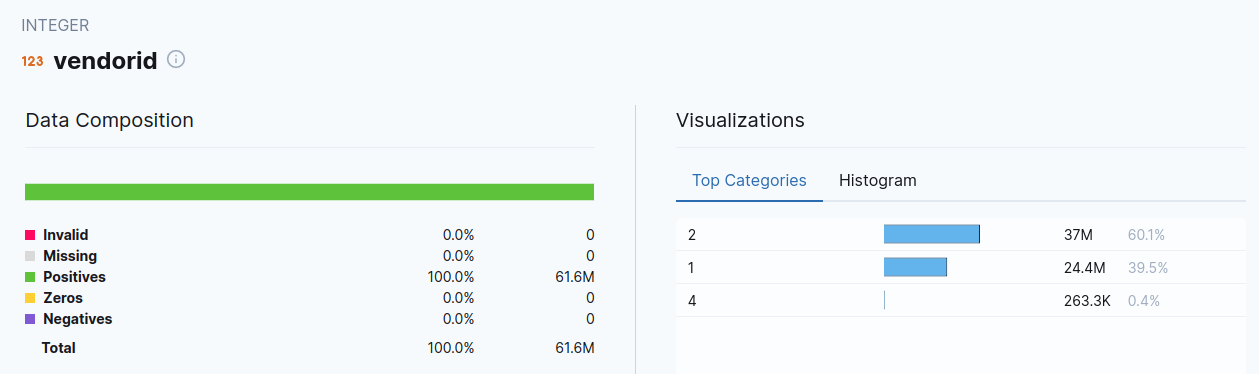 INTEGER
123 vendorid
Data Composition
Invalid 0.0% 0
Missing 0.0% 0
Positives 100.0% 61.6M
Zeros 0.0% 0
Negatives 0.0% 0
Total 100.0% 61.6M
Visualizations
Top Categories Histogram
2 37M 60.1%
1 24.4M 39.5%
4 263.3K 0.4%